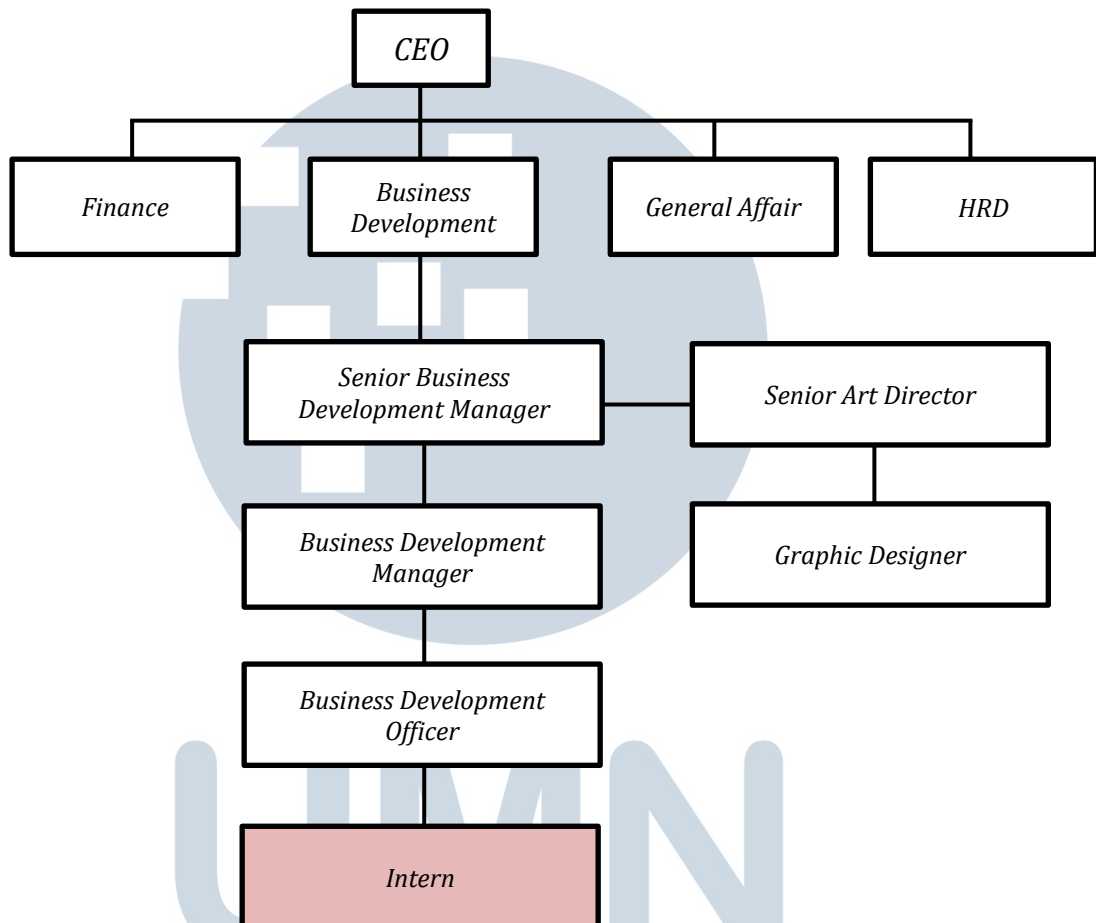 CEO
Finance
Business
Development
General Affair
HRD
Senior Business
Development Manager
Senior Art Director
Business Development
Manager
Graphic Designer
Business Development
Officer
Intern
UMN